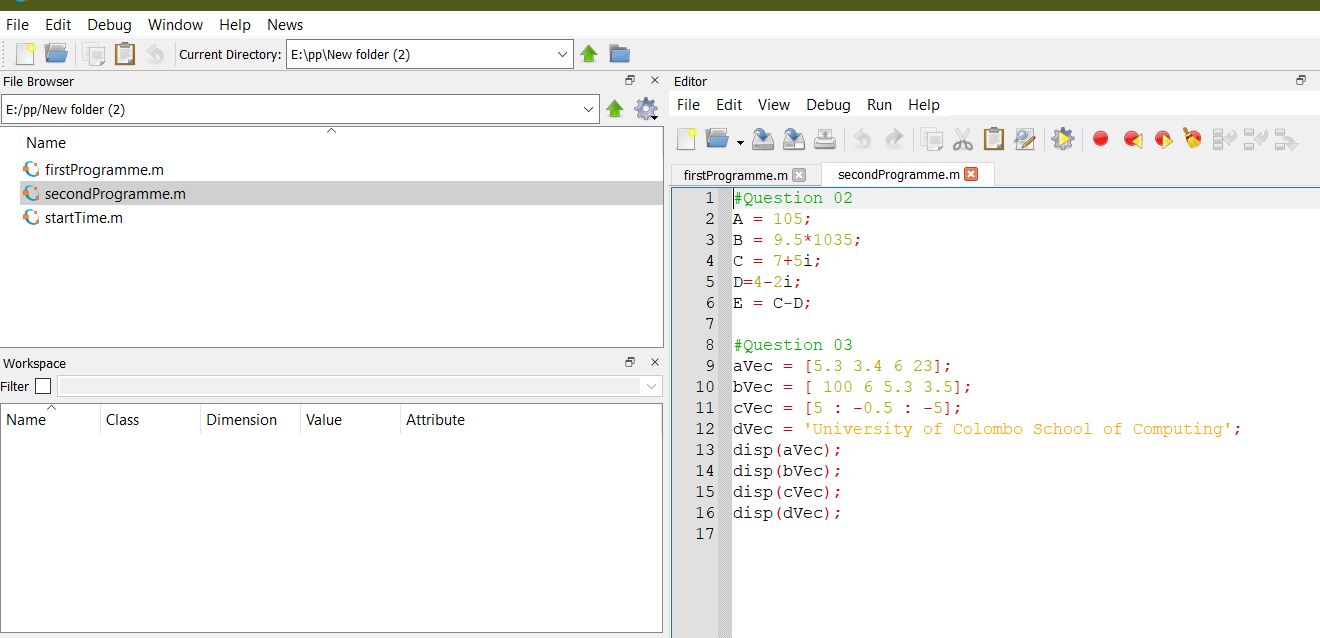 File Edit Debug Window Help News
Current Directory: E:\pp\New folder (2)
File Browser
E:/pp/New folder (2)
Name
firstProgramme.m
secondProgramme.m
startTime.m
Workspace
Filter
Name Class Dimension Value Attribute
Editor
File Edit View Debug Run Help
firstProgramme.m secondProgramme.m
1 #Question 02
2 A = 105;
3 B = 9.5*1035;
4 C = 7+5i;
5 D=4-2i;
6 E = C-D;
7
8 #Question 03
9 aVec = [5.3 3.4 6 23];
10 bVec = [ 100 6 5.3 3.5];
11 cVec = [5 : -0.5 : -5];
12 dVec = 'University of Colombo School of Computing';
13 disp(aVec);
14 disp(bVec);
15 disp(cVec);
16 disp(dVec);
17